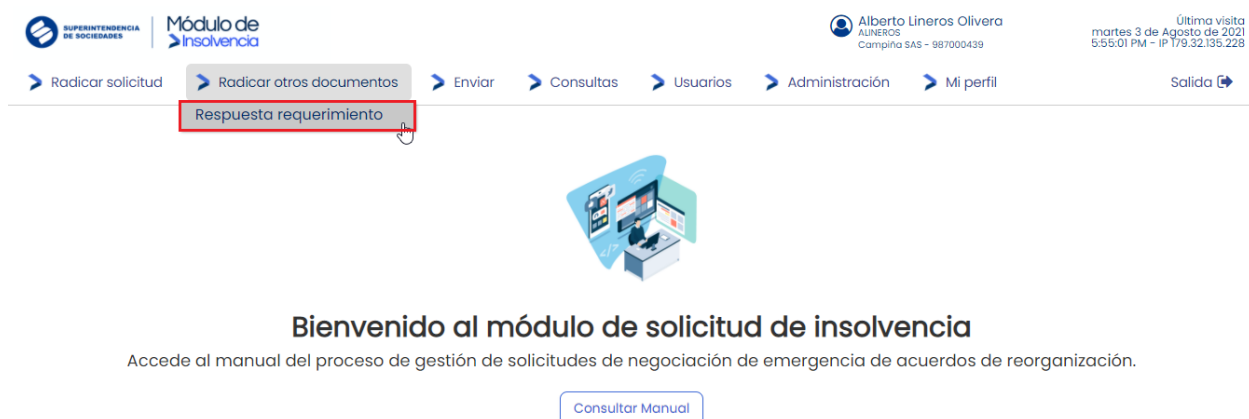 SUPERINTENDENCIA
DE SOCIEDADES
Módulo de
Insolvencia
Alberto Lineros Olivera
ALINEROS
Campiña SAS - 987000439
Última visita
martes 3 de Agosto de 2021
5:55:01 PM - IP 179.32.135.228
Radicar solicitud
Radicar otros documentos
Enviar
Consultas
Usuarios
Administración
Mi perfil
Salida
Respuesta requerimiento
Bienvenido al módulo de solicitud de insolvencia
Accede al manual del proceso de gestión de solicitudes de negociación de emergencia de acuerdos de reorganización.
Consultar Manual